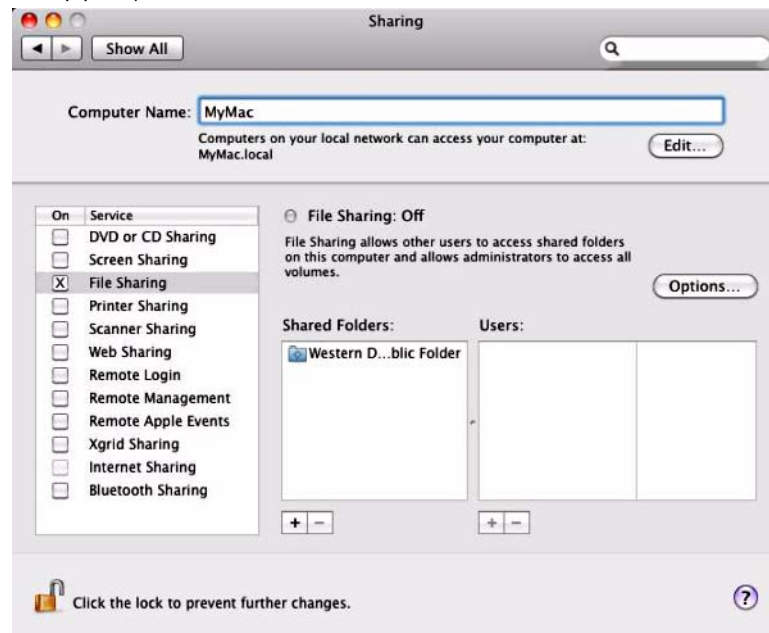 Sharing
Show All
Computer Name: MyMac
Computers on your local network can access your computer at:
MyMac.local
Edit...
On Service
DVD or CD Sharing
Screen Sharing
X File Sharing
Printer Sharing
Scanner Sharing
Web Sharing
Remote Login
Remote Management
Remote Apple Events
Xgrid Sharing
Internet Sharing
Bluetooth Sharing
File Sharing: Off
File Sharing allows other users to access shared folders
on this computer and allows administrators to access all
volumes.
Options...
Shared Folders:
Western D...blic Folder
+ −
Users:
+ −
Click the lock to prevent further changes.
?